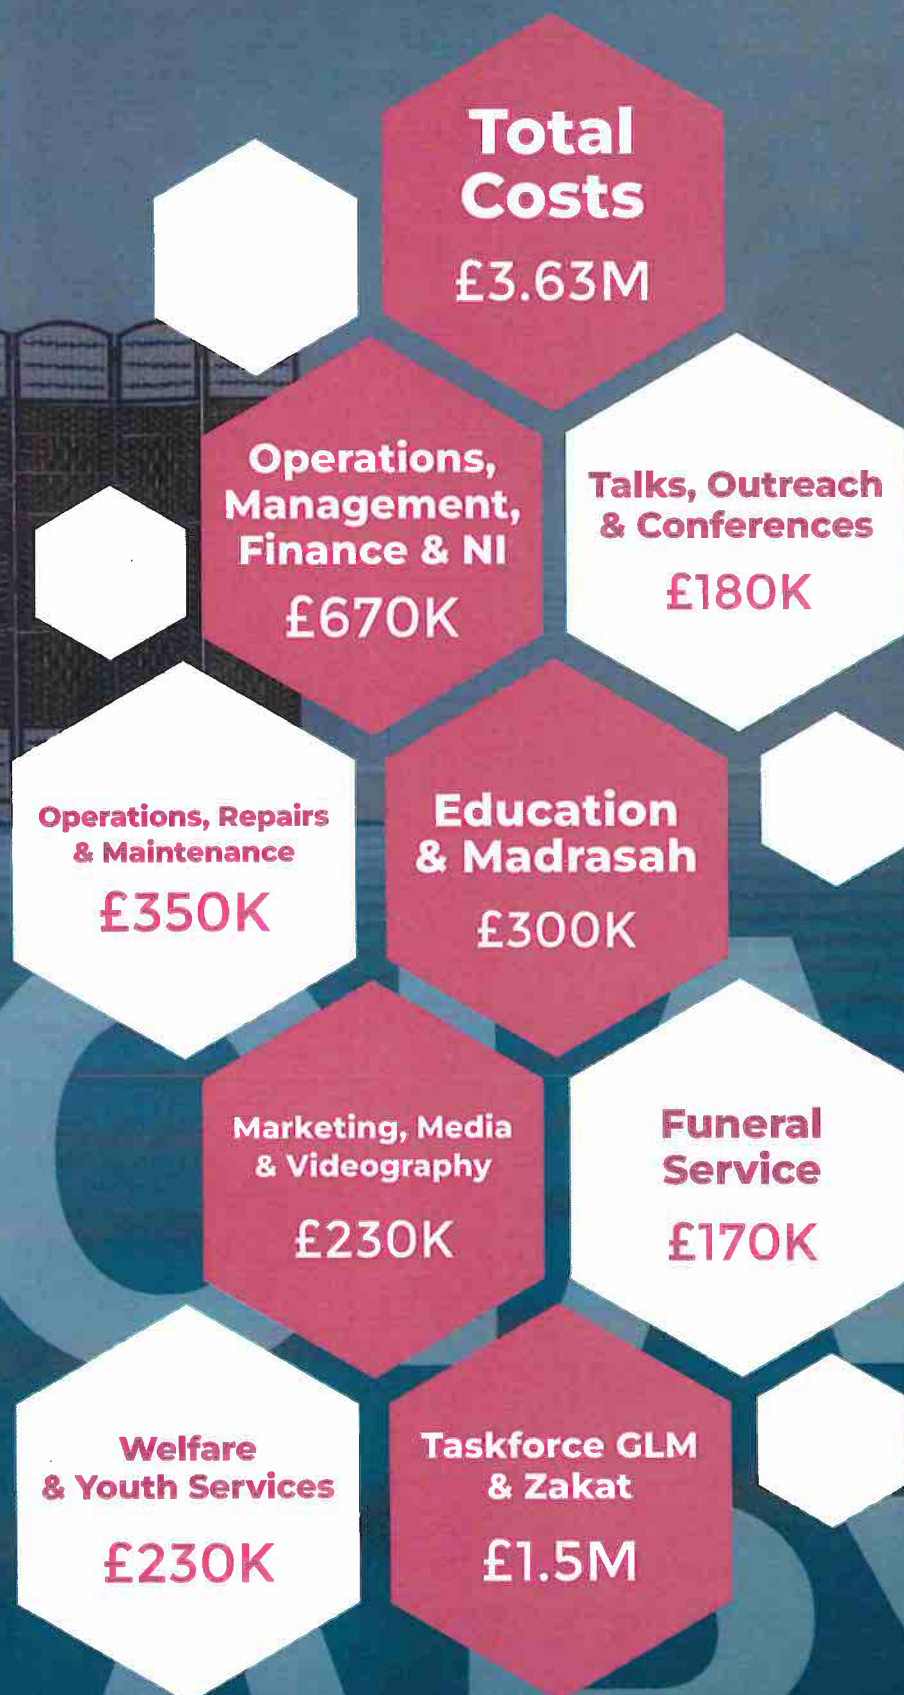 Total
Costs
£3.63M
Operations,
Management,
Finance & NI
£670K
Talks, Outreach
& Conferences
£180K
Operations, Repairs
& Maintenance
£350K
Education
& Madrasah
£300K
Marketing, Media
& Videography
£230K
Funeral
Service
£170K
Welfare
& Youth Services
£230K
Taskforce GLM
& Zakat
£1.5M